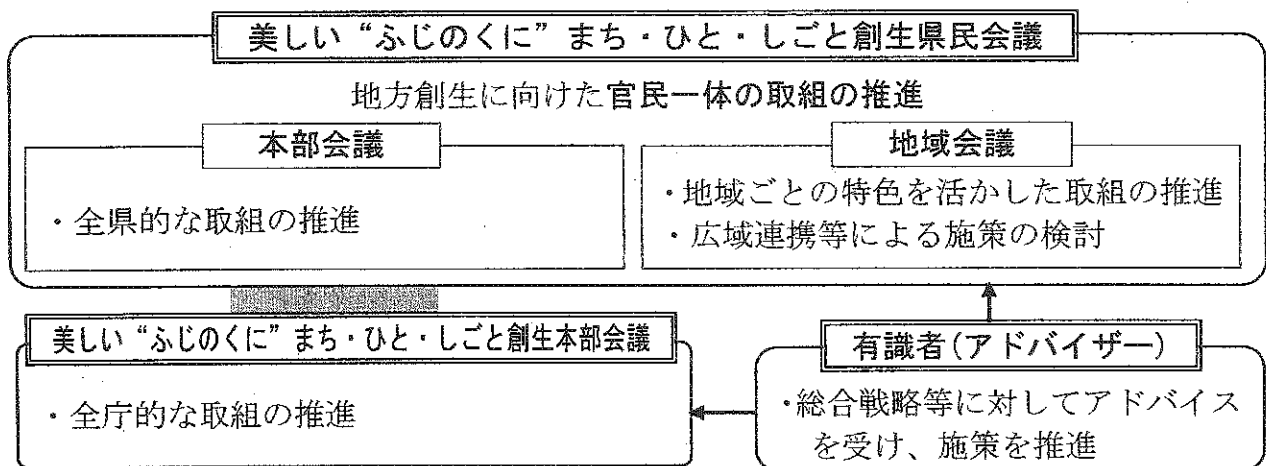 美しい“ふじのくに”まち・ひと・しごと創生県民会議
地方創生に向けた官民一体の取組の推進
本部会議
・全県的な取組の推進
地域会議
・地域ごとの特色を活かした取組の推進
・広域連携等による施策の検討
美しい“ふじのくに”まち・ひと・しごと創生本部会議
・全庁的な取組の推進
有識者(アドバイザー)
・総合戦略等に対してアドバイス
を受け、施策を推進